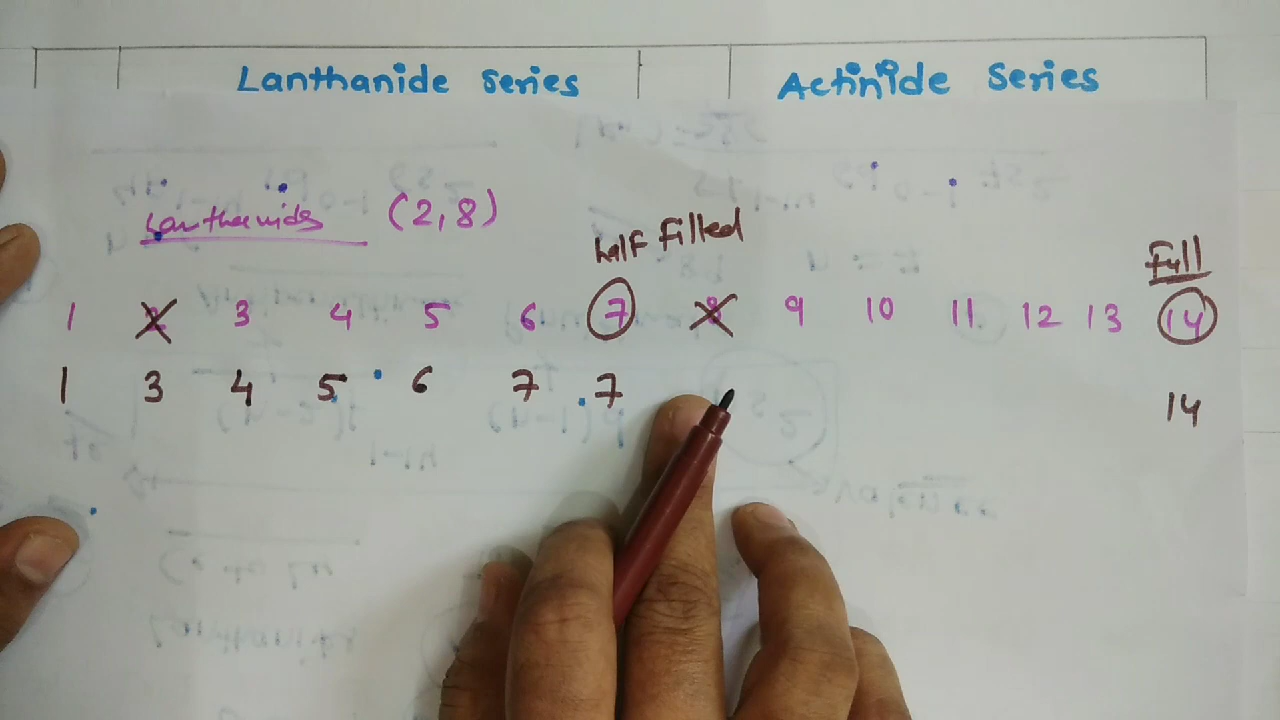 Lanthanide Series Actinide Series
Lanthanides (2,8)
half filled Full
1 2 3 4 5 6 7 8 9 10 11 12 13 14
1 3 4 5 6 7 7 14